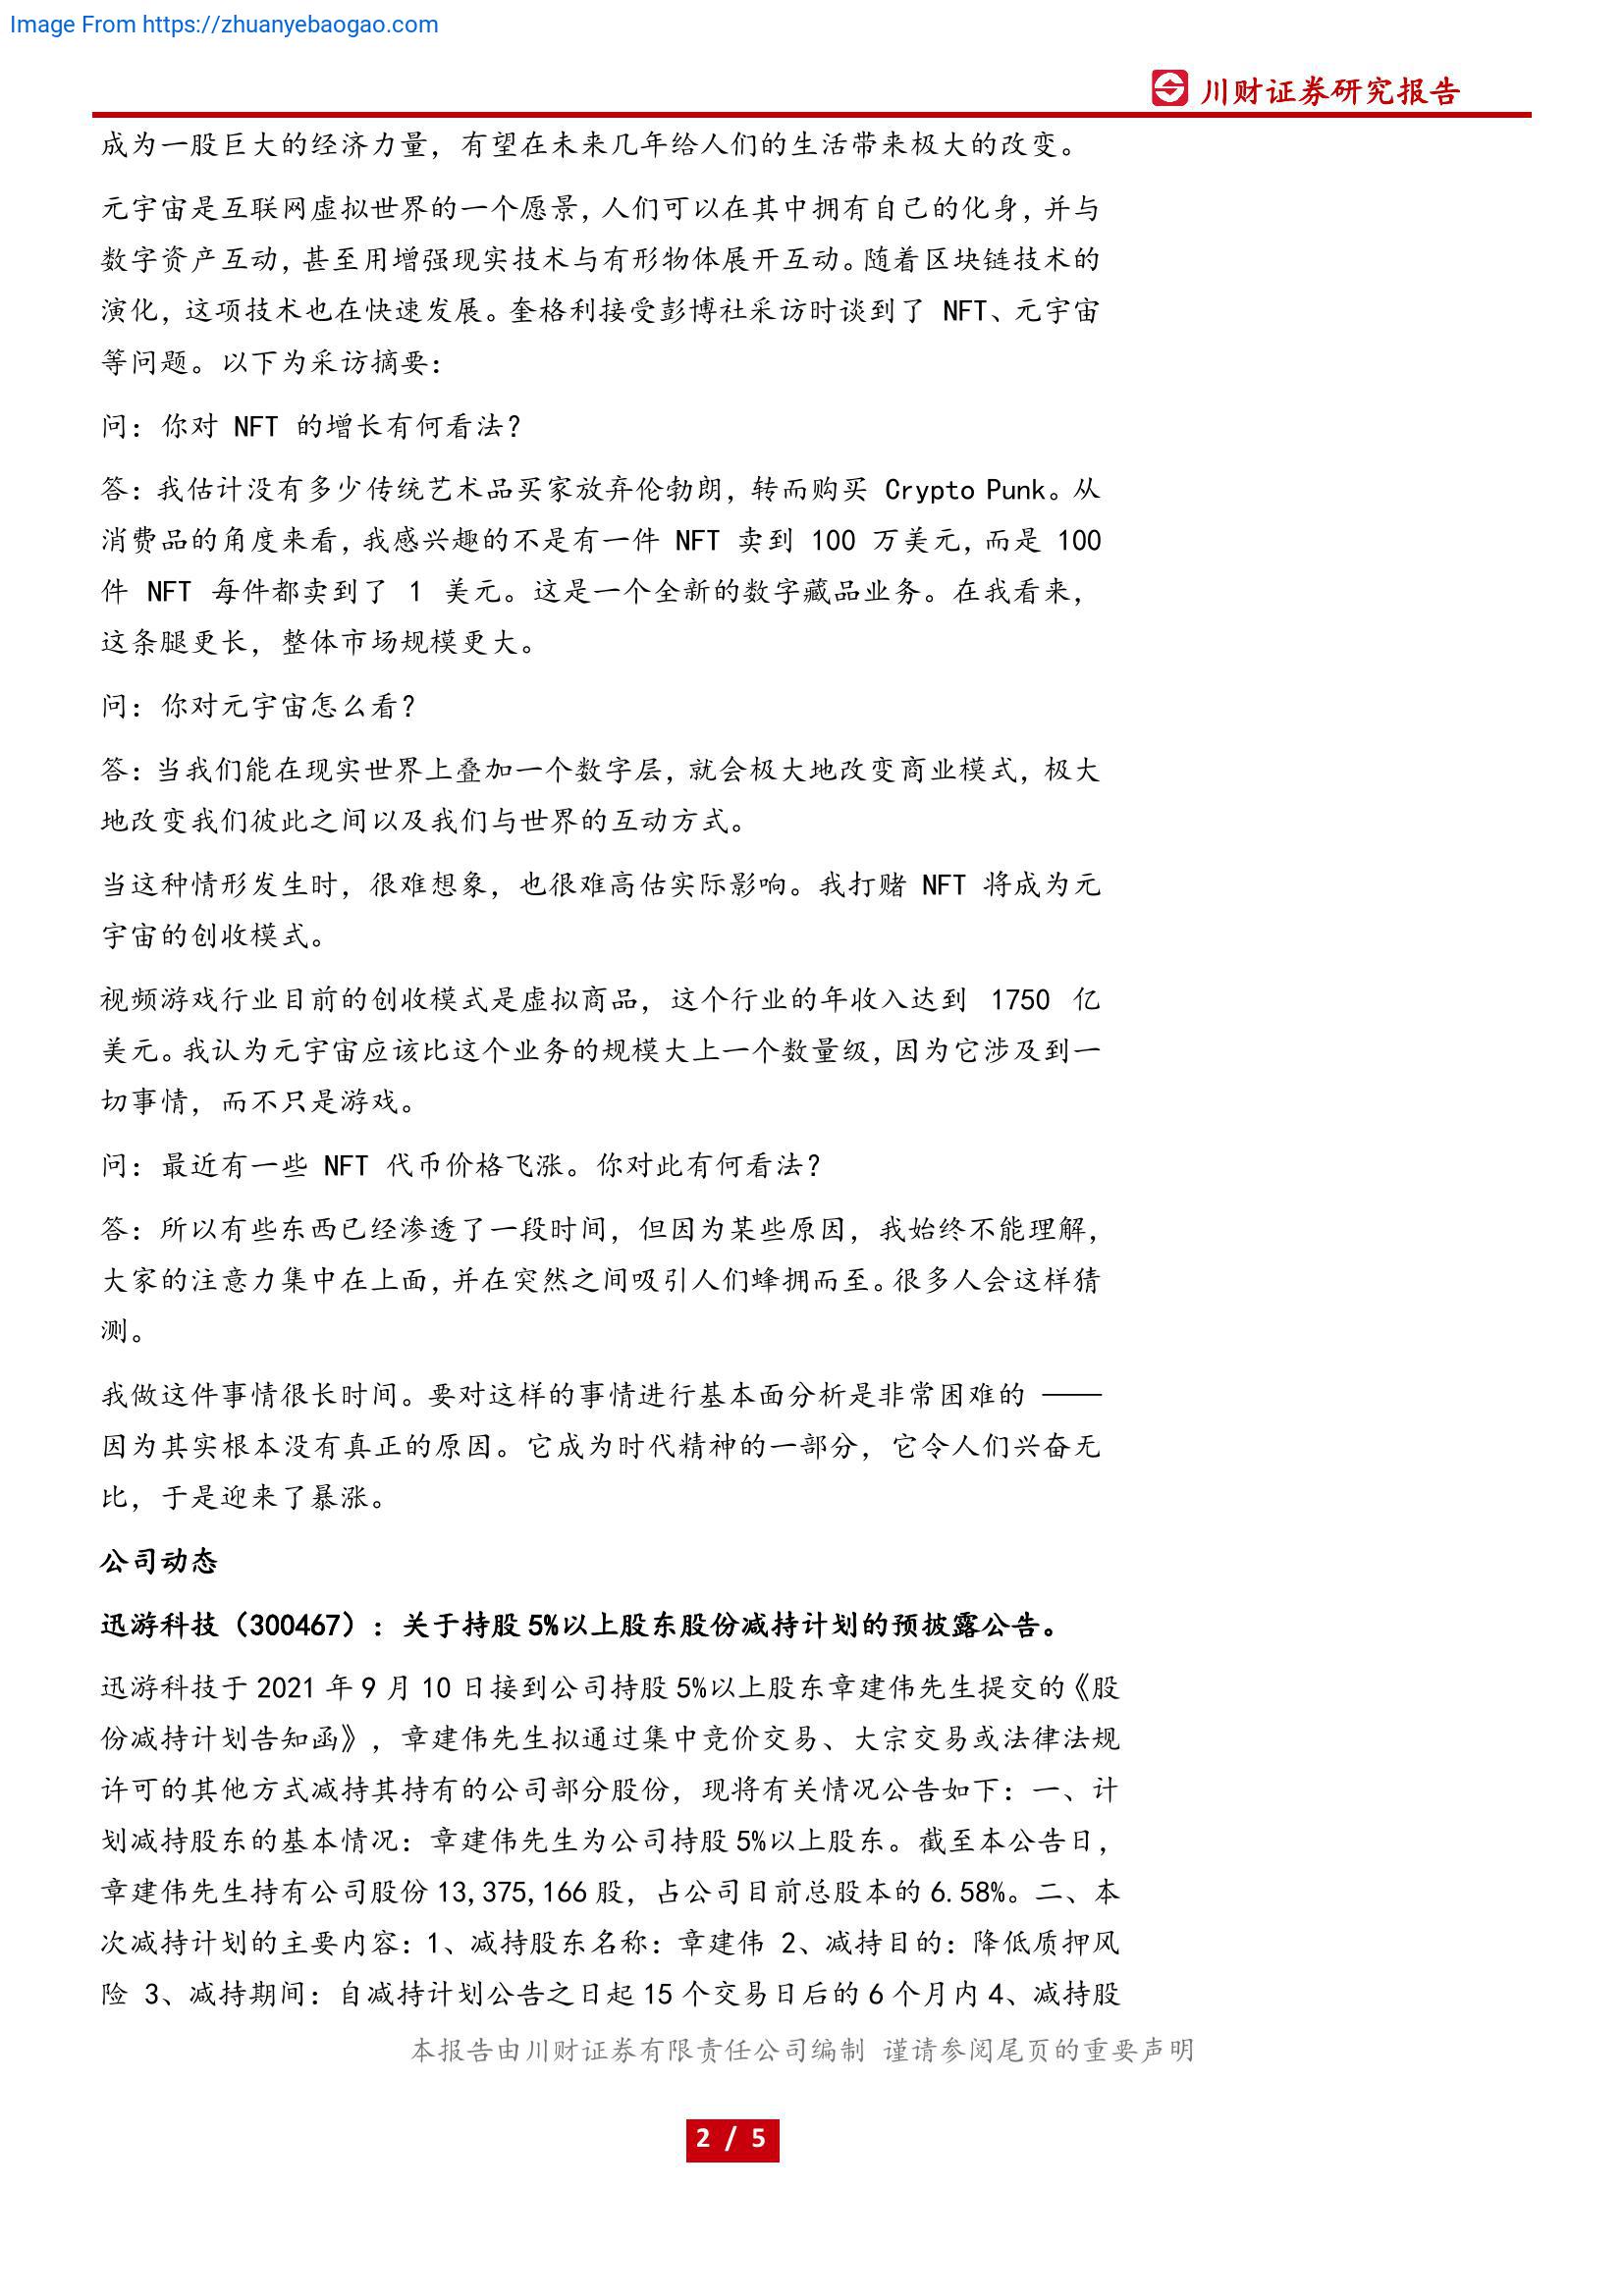 Image From https://zhuanyebaogao.com
川财证券研究报告
成为一股巨大的经济力量，有望在未来几年给人们的生活带来极大的改变。
元宇宙是互联网虚拟世界的一个愿景，人们可以在其中拥有自己的化身，并与
数字资产互动，甚至用增强现实技术与有形物体展开互动。随着区块链技术的
演化，这项技术也在快速发展。奎格利接受彭博社采访时谈到了 NFT、元宇宙
等问题。以下为采访摘要：
问：你对 NFT 的增长有何看法？
答：我估计没有多少传统艺术品买家放弃伦勃朗，转而购买 Crypto Punk。从
消费品的角度来看，我感兴趣的不是有一件 NFT 卖到 100 万美元，而是 100
件 NFT 每件都卖到了 1 美元。这是一个全新的数字藏品业务。在我看来，
这条腿更长，整体市场规模更大。
问：你对元宇宙怎么看？
答：当我们能在现实世界上叠加一个数字层，就会极大地改变商业模式，极大
地改变我们彼此之间以及我们与世界的互动方式。
当这种情形发生时，很难想象，也很难高估实际影响。我打赌 NFT 将成为元
宇宙的创收模式。
视频游戏行业目前的创收模式是虚拟商品，这个行业的年收入达到 1750 亿
美元。我认为元宇宙应该比这个业务的规模大上一个数量级，因为它涉及到一
切事情，而不只是游戏。
问：最近有一些 NFT 代币价格飞涨。你对此有何看法？
答：所以有些东西已经渗透了一段时间，但因为某些原因，我始终不能理解，
大家的注意力集中在上面，并在突然之间吸引人们蜂拥而至。很多人会这样猜
测。
我做这件事情很长时间。要对这样的事情进行基本面分析是非常困难的 ——
因为其实根本没有真正的原因。它成为时代精神的一部分，它令人们兴奋无
比，于是迎来了暴涨。
公司动态
迅游科技（300467）：关于持股 5%以上股东股份减持计划的预披露公告。
迅游科技于 2021 年 9 月 10 日接到公司持股 5%以上股东章建伟先生提交的《股
份减持计划告知函》，章建伟先生拟通过集中竞价交易、大宗交易或法律法规
许可的其他方式减持其持有的公司部分股份，现将有关情况公告如下：一、计
划减持股东的基本情况：章建伟先生为公司持股 5%以上股东。截至本公告日，
章建伟先生持有公司股份 13,375,166 股，占公司目前总股本的 6.58%。二、本
次减持计划的主要内容：1、减持股东名称：章建伟 2、减持目的：降低质押风
险 3、减持期间：自减持计划公告之日起 15 个交易日后的 6 个月内 4、减持股
本报告由川财证券有限责任公司编制 谨请参阅尾页的重要声明
2 / 5